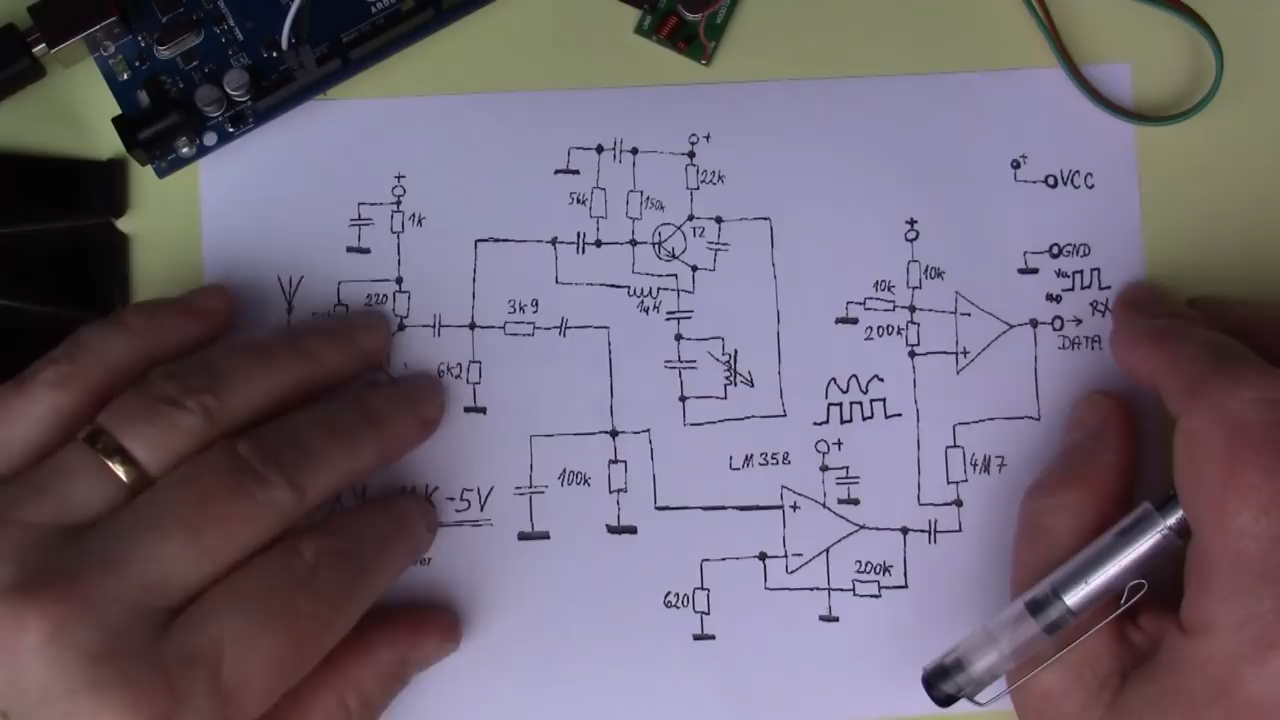 +
+
22k
1k
56k
150k
T2
+
VCC
GND
+
10k
10k
RX
220
1μH
3k9
200k
-
+
DATA
6k2
+
LM358
100k
4M7
K-5V
+
-
200k
620